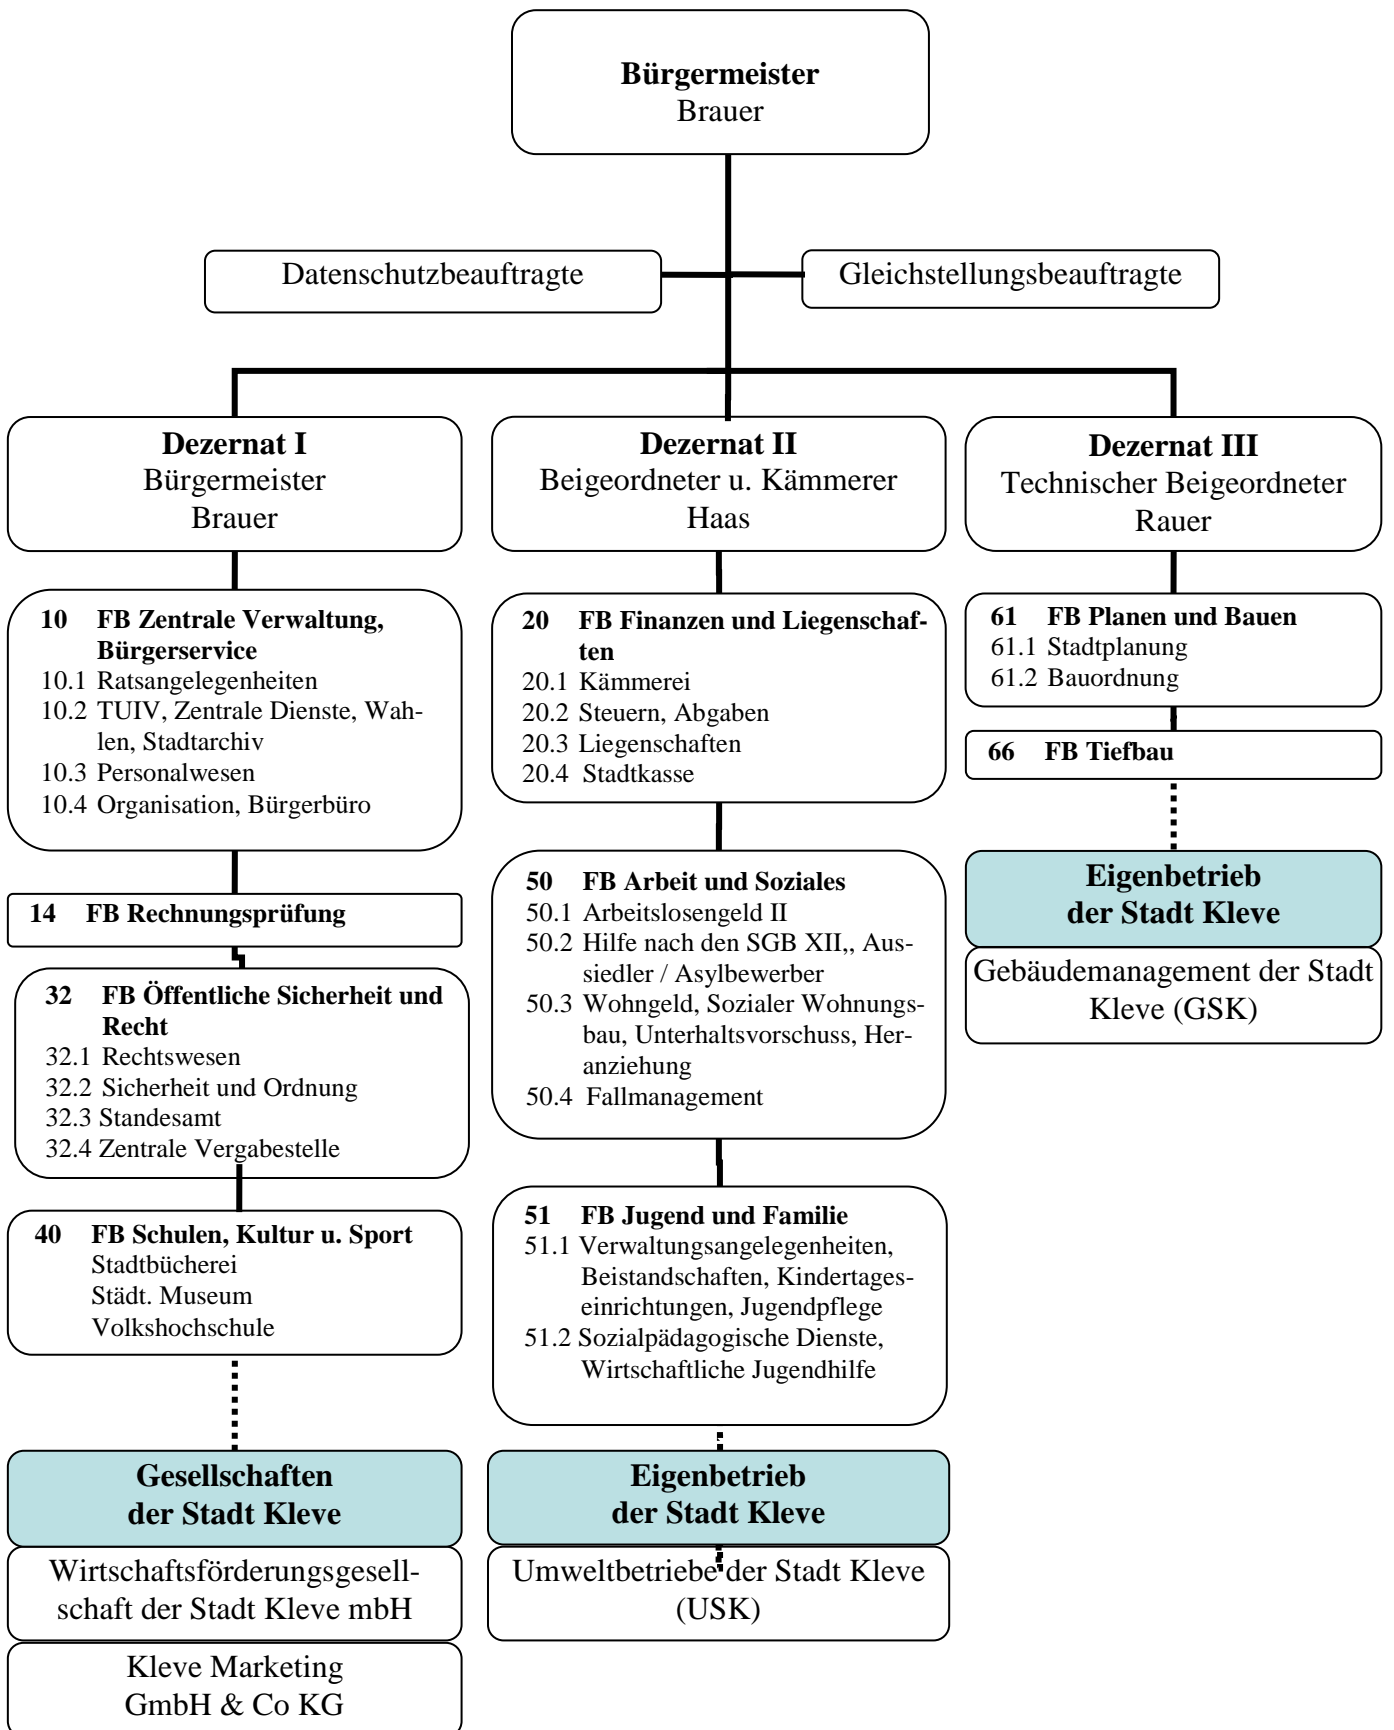 Bürgermeister
Brauer
Datenschutzbeauftragte
Gleichstellungsbeauftragte
Dezernat I
Bürgermeister
Brauer
10 FB Zentrale Verwaltung,
Bürgerservice
10.1 Ratsangelegenheiten
10.2 TUIV, Zentrale Dienste, Wah-
len, Stadtarchiv
10.3 Personalwesen
10.4 Organisation, Bürgerbüro
14 FB Rechnungsprüfung
32 FB Öffentliche Sicherheit und
Recht
32.1 Rechtswesen
32.2 Sicherheit und Ordnung
32.3 Standesamt
32.4 Zentrale Vergabestelle
40 FB Schulen, Kultur u. Sport
Stadtbücherei
Städt. Museum
Volkshochschule
Gesellschaften
der Stadt Kleve
Wirtschaftsförderungsgesell-
schaft der Stadt Kleve mbH
Kleve Marketing
GmbH & Co KG
Dezernat II
Beigeordneter u. Kämmerer
Haas
20 FB Finanzen und Liegenschaf-
ten
20.1 Kämmerei
20.2 Steuern, Abgaben
20.3 Liegenschaften
20.4 Stadtkasse
50 FB Arbeit und Soziales
50.1 Arbeitslosengeld II
50.2 Hilfe nach den SGB XII,, Aus-
siedler / Asylbewerber
50.3 Wohngeld, Sozialer Wohnungs-
bau, Unterhaltsvorschuss, Her-
anziehung
50.4 Fallmanagement
51 FB Jugend und Familie
51.1 Verwaltungsangelegenheiten,
Beistandschaften, Kindertages-
einrichtungen, Jugendpflege
51.2 Sozialpädagogische Dienste,
Wirtschaftliche Jugendhilfe
Eigenbetrieb
der Stadt Kleve
Umweltbetriebe der Stadt Kleve
(USK)
Dezernat III
Technischer Beigeordneter
Rauer
61 FB Planen und Bauen
61.1 Stadtplanung
61.2 Bauordnung
66 FB Tiefbau
Eigenbetrieb
der Stadt Kleve
Gebäudemanagement der Stadt
Kleve (GSK)